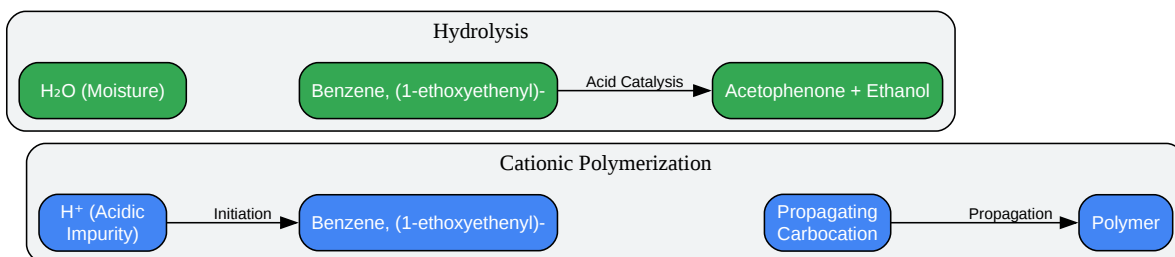 Hydrolysis
H₂O (Moisture)
Benzene, (1-ethoxyethenyl)-
Acid Catalysis
Acetophenone + Ethanol
Cationic Polymerization
H⁺ (Acidic
Impurity)
Initiation
Benzene, (1-ethoxyethenyl)-
Propagating
Carbocation
Propagation
Polymer